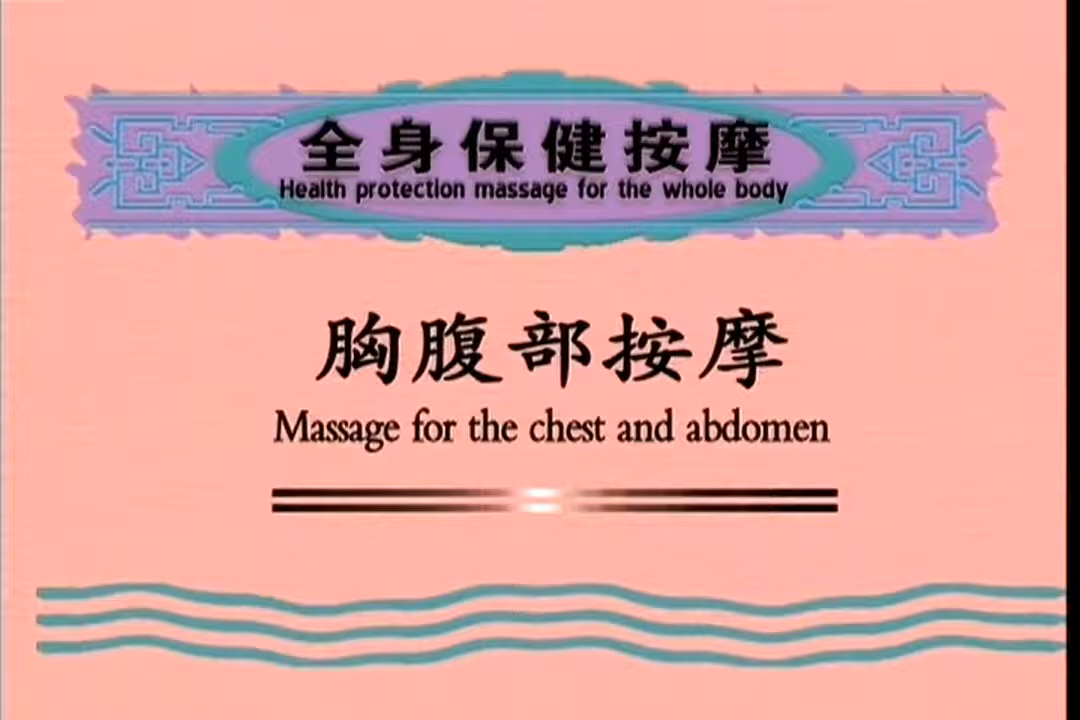 全身保健按摩
Health protection massage for the whole body
胸腹部按摩
Massage for the chest and abdomen